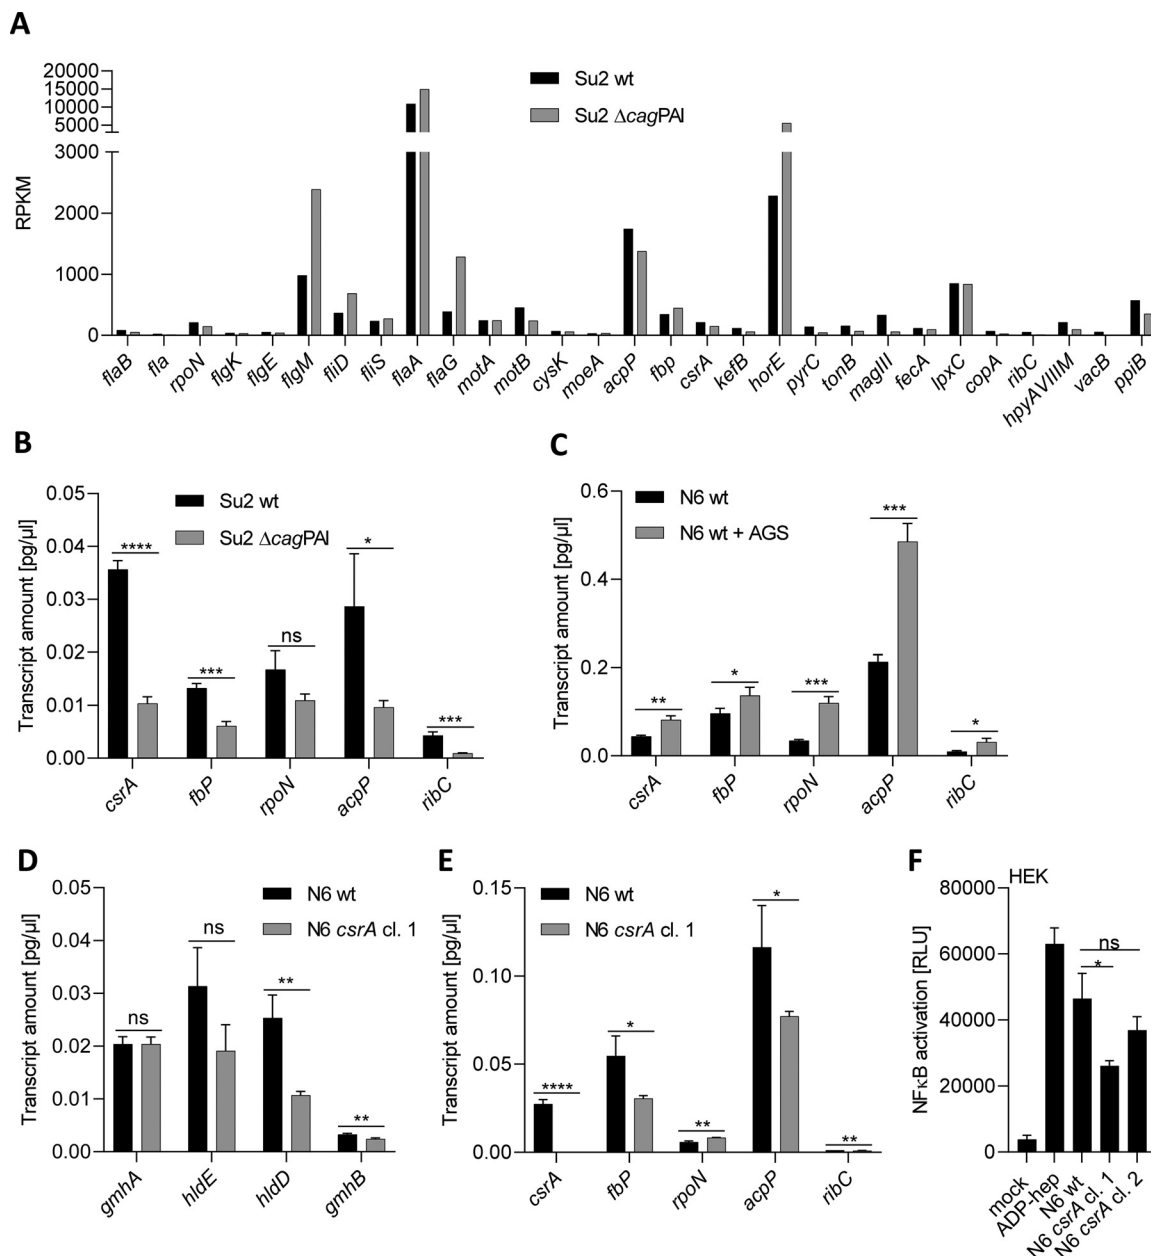 A
20000
15000
10000
5000
3000
2000
1000
0
RPKM
Su2 wt
Su2 ΔcagPAI
flaB
fla
rpoN
flgK
flgE
flgM
fliD
fliS
flaA
flaG
motA
motB
cysK
moeA
acpP
fbp
csrA
kefB
horE
pyrC
tonB
magIII
fecA
lpxC
copA
ribC
hpyAVIIIM
vacB
ppiB
B
Transcript amount [pg/µl]
0.05
0.04
0.03
0.02
0.01
0.00
Su2 wt
Su2 ΔcagPAI
****
***
ns
*
***
csrA
fbP
rpoN
acpP
ribC
C
Transcript amount [pg/µl]
0.6
0.4
0.2
0.0
N6 wt
N6 wt + AGS
**
*
***
***
*
csrA
fbP
rpoN
acpP
ribC
D
Transcript amount [pg/µl]
0.05
0.04
0.03
0.02
0.01
0.00
N6 wt
N6 csrA cl. 1
ns
ns
**
**
gmhA
hldE
hldD
gmhB
E
Transcript amount [pg/µl]
0.15
0.10
0.05
0.00
N6 wt
N6 csrA cl. 1
****
*
**
*
**
csrA
fbP
rpoN
acpP
ribC
F
HEK
NFκB activation [RLU]
80000
60000
40000
20000
0
ns
*
mock
ADP-hep
N6 wt
N6 csrA cl. 1
N6 csrA cl. 2